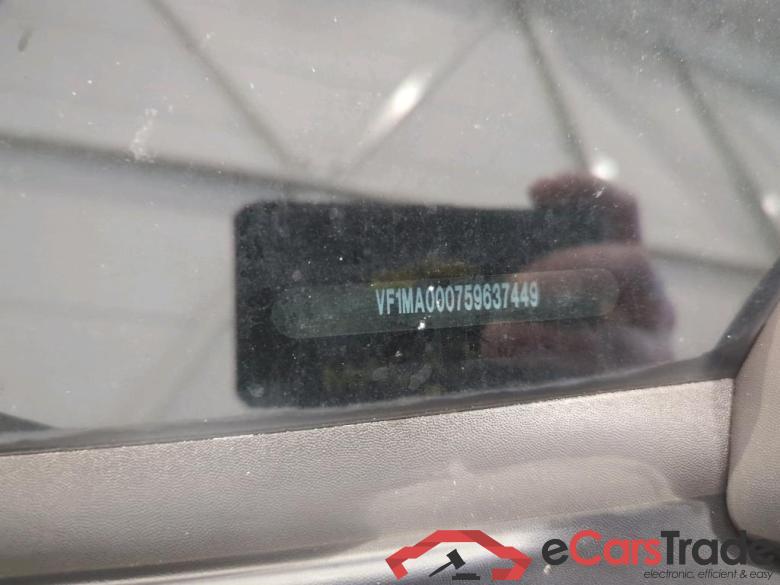 VF1MA000759637449
eCarsTrade
electronic, efficient & easy